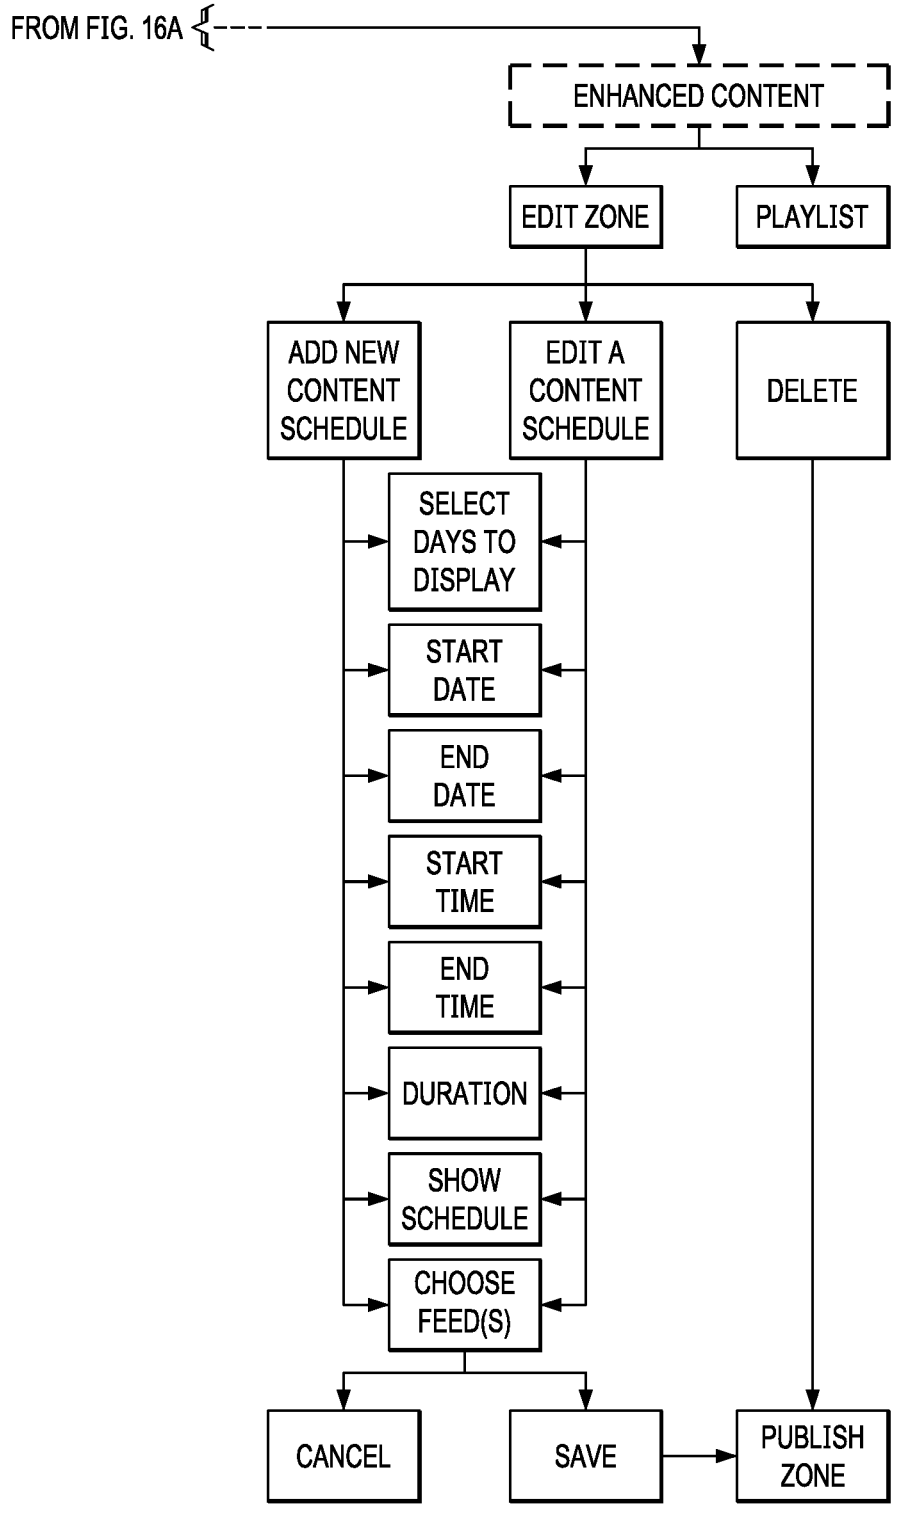 FROM FIG. 16A
ENHANCED CONTENT
EDIT ZONE
PLAYLIST
ADD NEW
CONTENT
SCHEDULE
EDIT A
CONTENT
SCHEDULE
DELETE
SELECT
DAYS TO
DISPLAY
START
DATE
END
DATE
START
TIME
END
TIME
DURATION
SHOW
SCHEDULE
CHOOSE
FEED(S)
CANCEL
SAVE
PUBLISH
ZONE